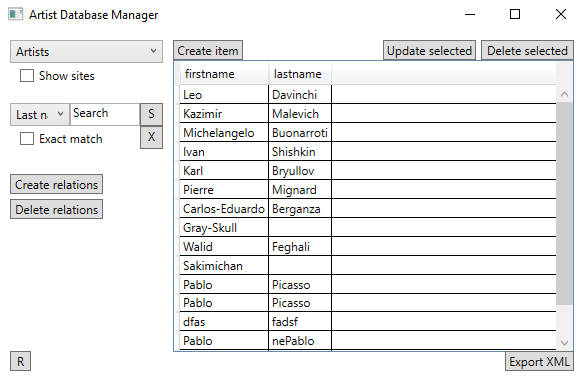 Artist Database Manager
Artists
Show sites
Last n
Search
S
Exact match
X
Create relations
Delete relations
R
Create item
Update selected
Delete selected
firstname lastname
Leo Davinchi
Kazimir Malevich
Michelangelo Buonarroti
Ivan Shishkin
Karl Bryullov
Pierre Mignard
Carlos-Eduardo Berganza
Gray-Skull
Walid Feghali
Sakimichan
Pablo Picasso
Pablo Picasso
dfas fadsf
Pablo nePablo
Export XML